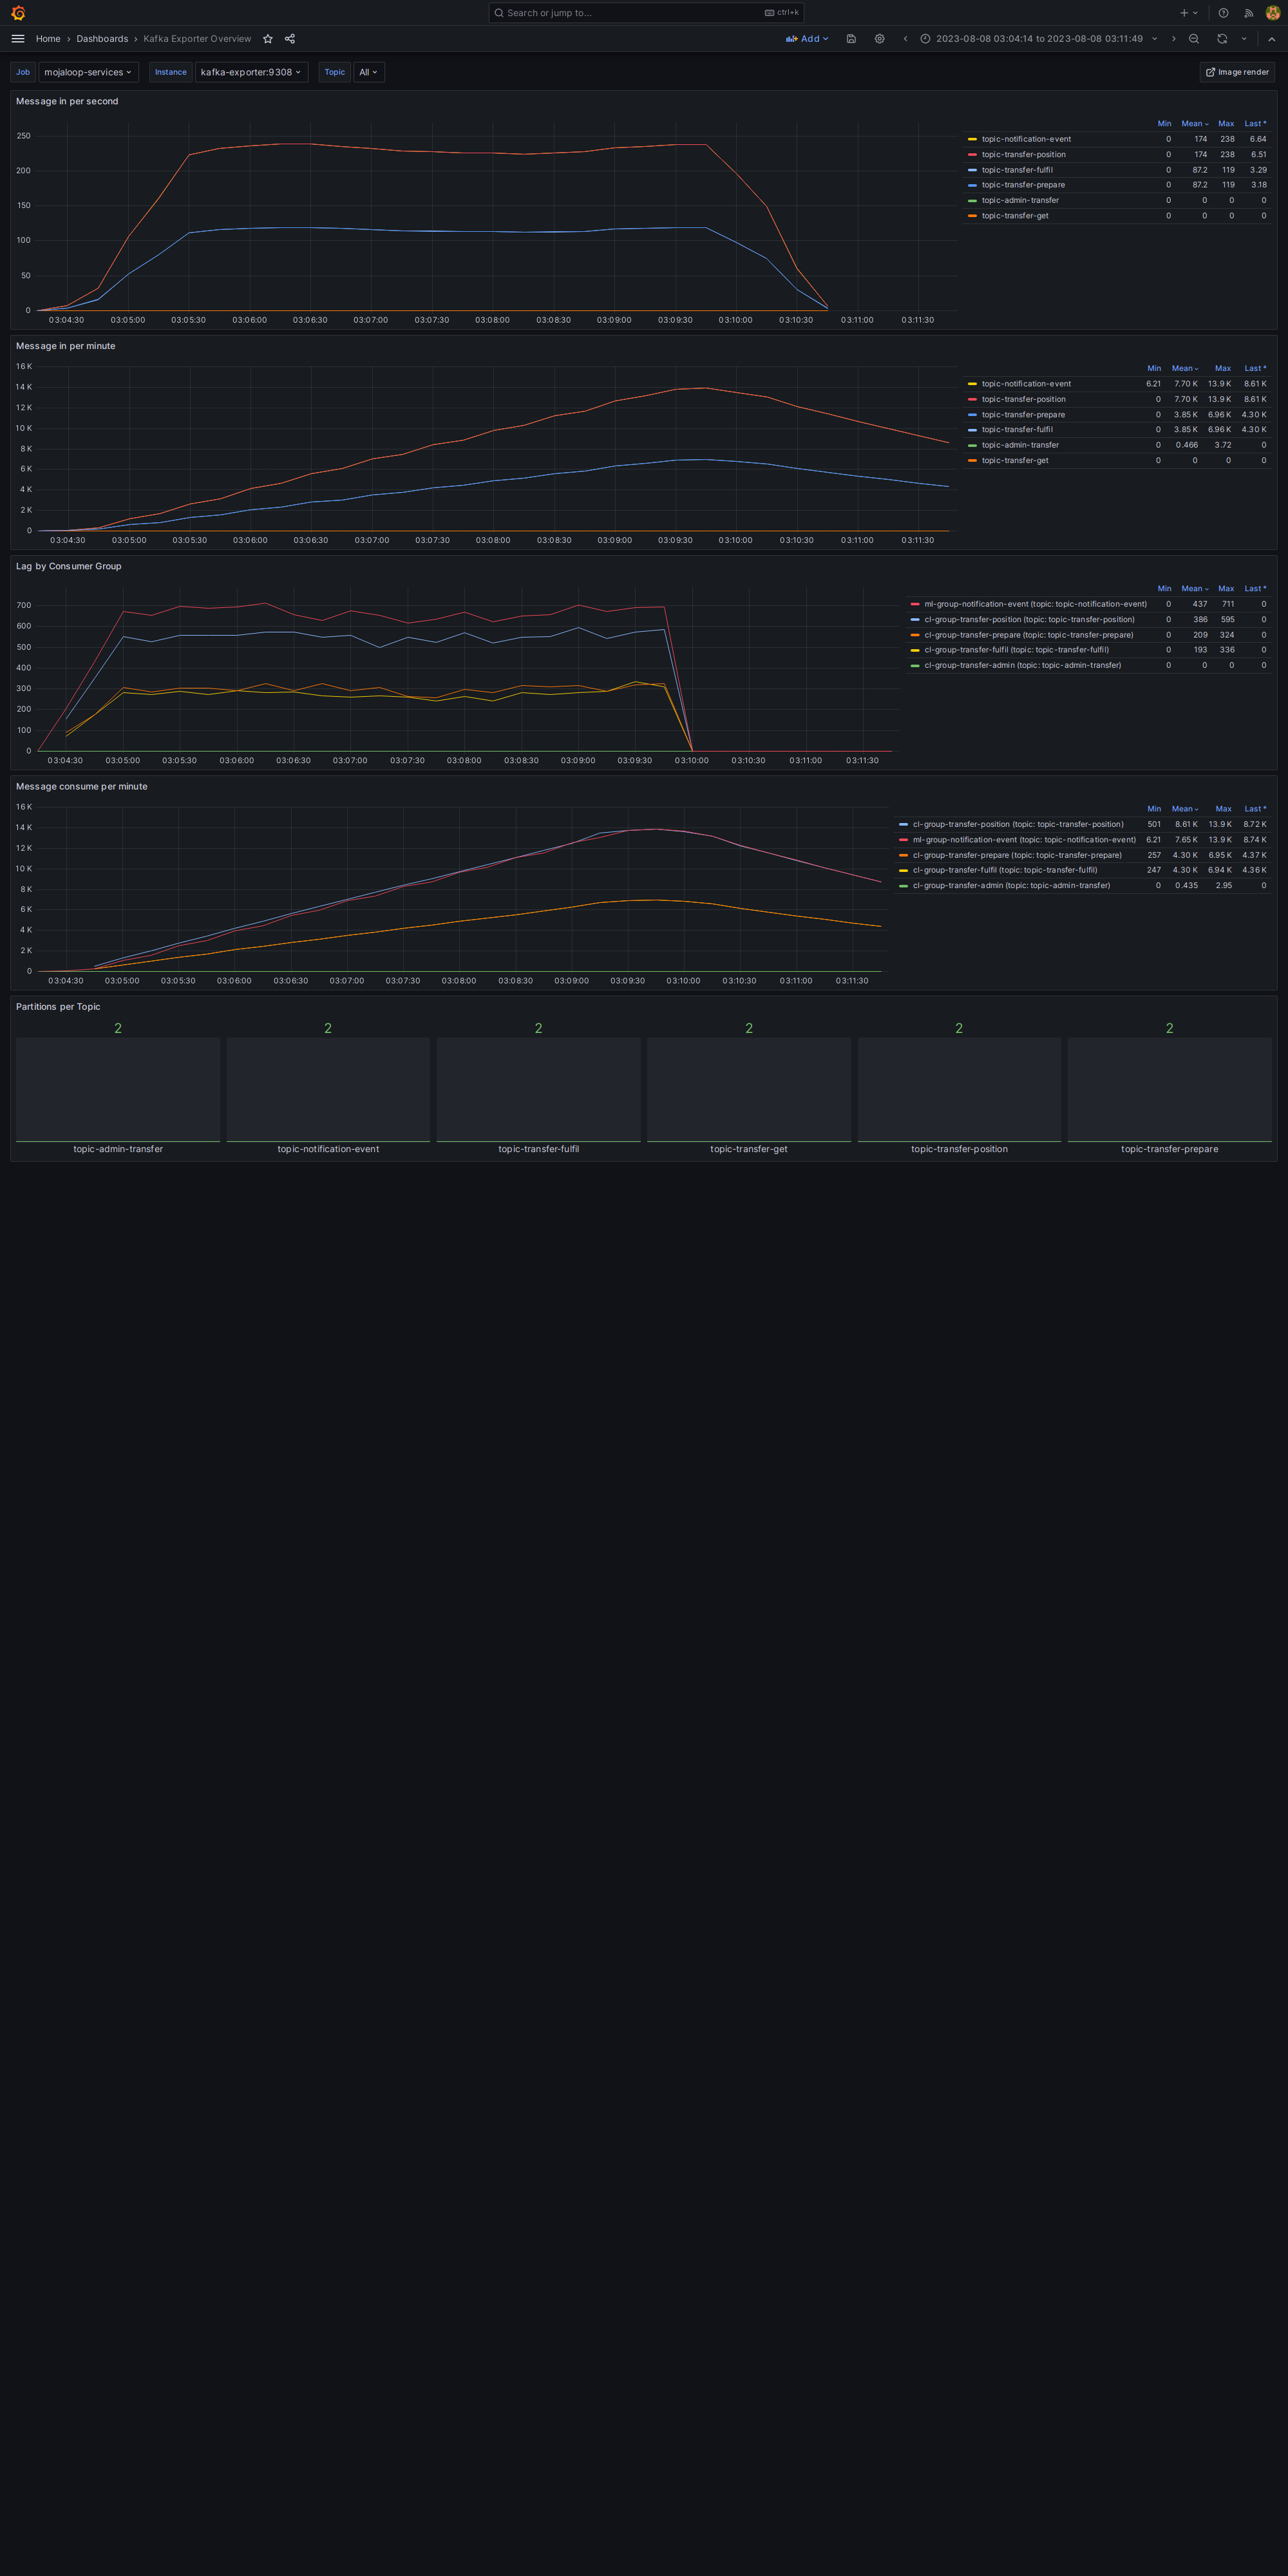 Search or jump to... ctrl+k
Home › Dashboards › Kafka Exporter Overview Add 2023-08-08 03:04:14 to 2023-08-08 03:11:49
Job mojaloop-services Instance kafka-exporter:9308 Topic All Image render
Message in per second
Min Mean Max Last *
topic-notification-event 0 174 238 6.64
topic-transfer-position 0 174 238 6.51
topic-transfer-fulfil 0 87.2 119 3.29
topic-transfer-prepare 0 87.2 119 3.18
topic-admin-transfer 0 0 0 0
topic-transfer-get 0 0 0 0
250
200
150
100
50
0
03:04:30 03:05:00 03:05:30 03:06:00 03:06:30 03:07:00 03:07:30 03:08:00 03:08:30 03:09:00 03:09:30 03:10:00 03:10:30 03:11:00 03:11:30
Message in per minute
Min Mean Max Last *
topic-notification-event 6.21 7.70 K 13.9 K 8.61 K
topic-transfer-position 0 7.70 K 13.9 K 8.61 K
topic-transfer-prepare 0 3.85 K 6.96 K 4.30 K
topic-transfer-fulfil 0 3.85 K 6.96 K 4.30 K
topic-admin-transfer 0 0.466 3.72 0
topic-transfer-get 0 0 0 0
16 K
14 K
12 K
10 K
8 K
6 K
4 K
2 K
0
03:04:30 03:05:00 03:05:30 03:06:00 03:06:30 03:07:00 03:07:30 03:08:00 03:08:30 03:09:00 03:09:30 03:10:00 03:10:30 03:11:00 03:11:30
Lag by Consumer Group
Min Mean Max Last *
ml-group-notification-event (topic: topic-notification-event) 0 437 711 0
cl-group-transfer-position (topic: topic-transfer-position) 0 386 595 0
cl-group-transfer-prepare (topic: topic-transfer-prepare) 0 209 324 0
cl-group-transfer-fulfil (topic: topic-transfer-fulfil) 0 193 336 0
cl-group-transfer-admin (topic: topic-admin-transfer) 0 0 0 0
700
600
500
400
300
200
100
0
03:04:30 03:05:00 03:05:30 03:06:00 03:06:30 03:07:00 03:07:30 03:08:00 03:08:30 03:09:00 03:09:30 03:10:00 03:10:30 03:11:00 03:11:30
Message consume per minute
Min Mean Max Last *
cl-group-transfer-position (topic: topic-transfer-position) 501 8.61 K 13.9 K 8.72 K
ml-group-notification-event (topic: topic-notification-event) 6.21 7.65 K 13.9 K 8.74 K
cl-group-transfer-prepare (topic: topic-transfer-prepare) 257 4.30 K 6.95 K 4.37 K
cl-group-transfer-fulfil (topic: topic-transfer-fulfil) 247 4.30 K 6.94 K 4.36 K
cl-group-transfer-admin (topic: topic-admin-transfer) 0 0.435 2.95 0
16 K
14 K
12 K
10 K
8 K
6 K
4 K
2 K
0
03:04:30 03:05:00 03:05:30 03:06:00 03:06:30 03:07:00 03:07:30 03:08:00 03:08:30 03:09:00 03:09:30 03:10:00 03:10:30 03:11:00 03:11:30
Partitions per Topic
2 2 2 2 2 2
topic-admin-transfer topic-notification-event topic-transfer-fulfil topic-transfer-get topic-transfer-position topic-transfer-prepare